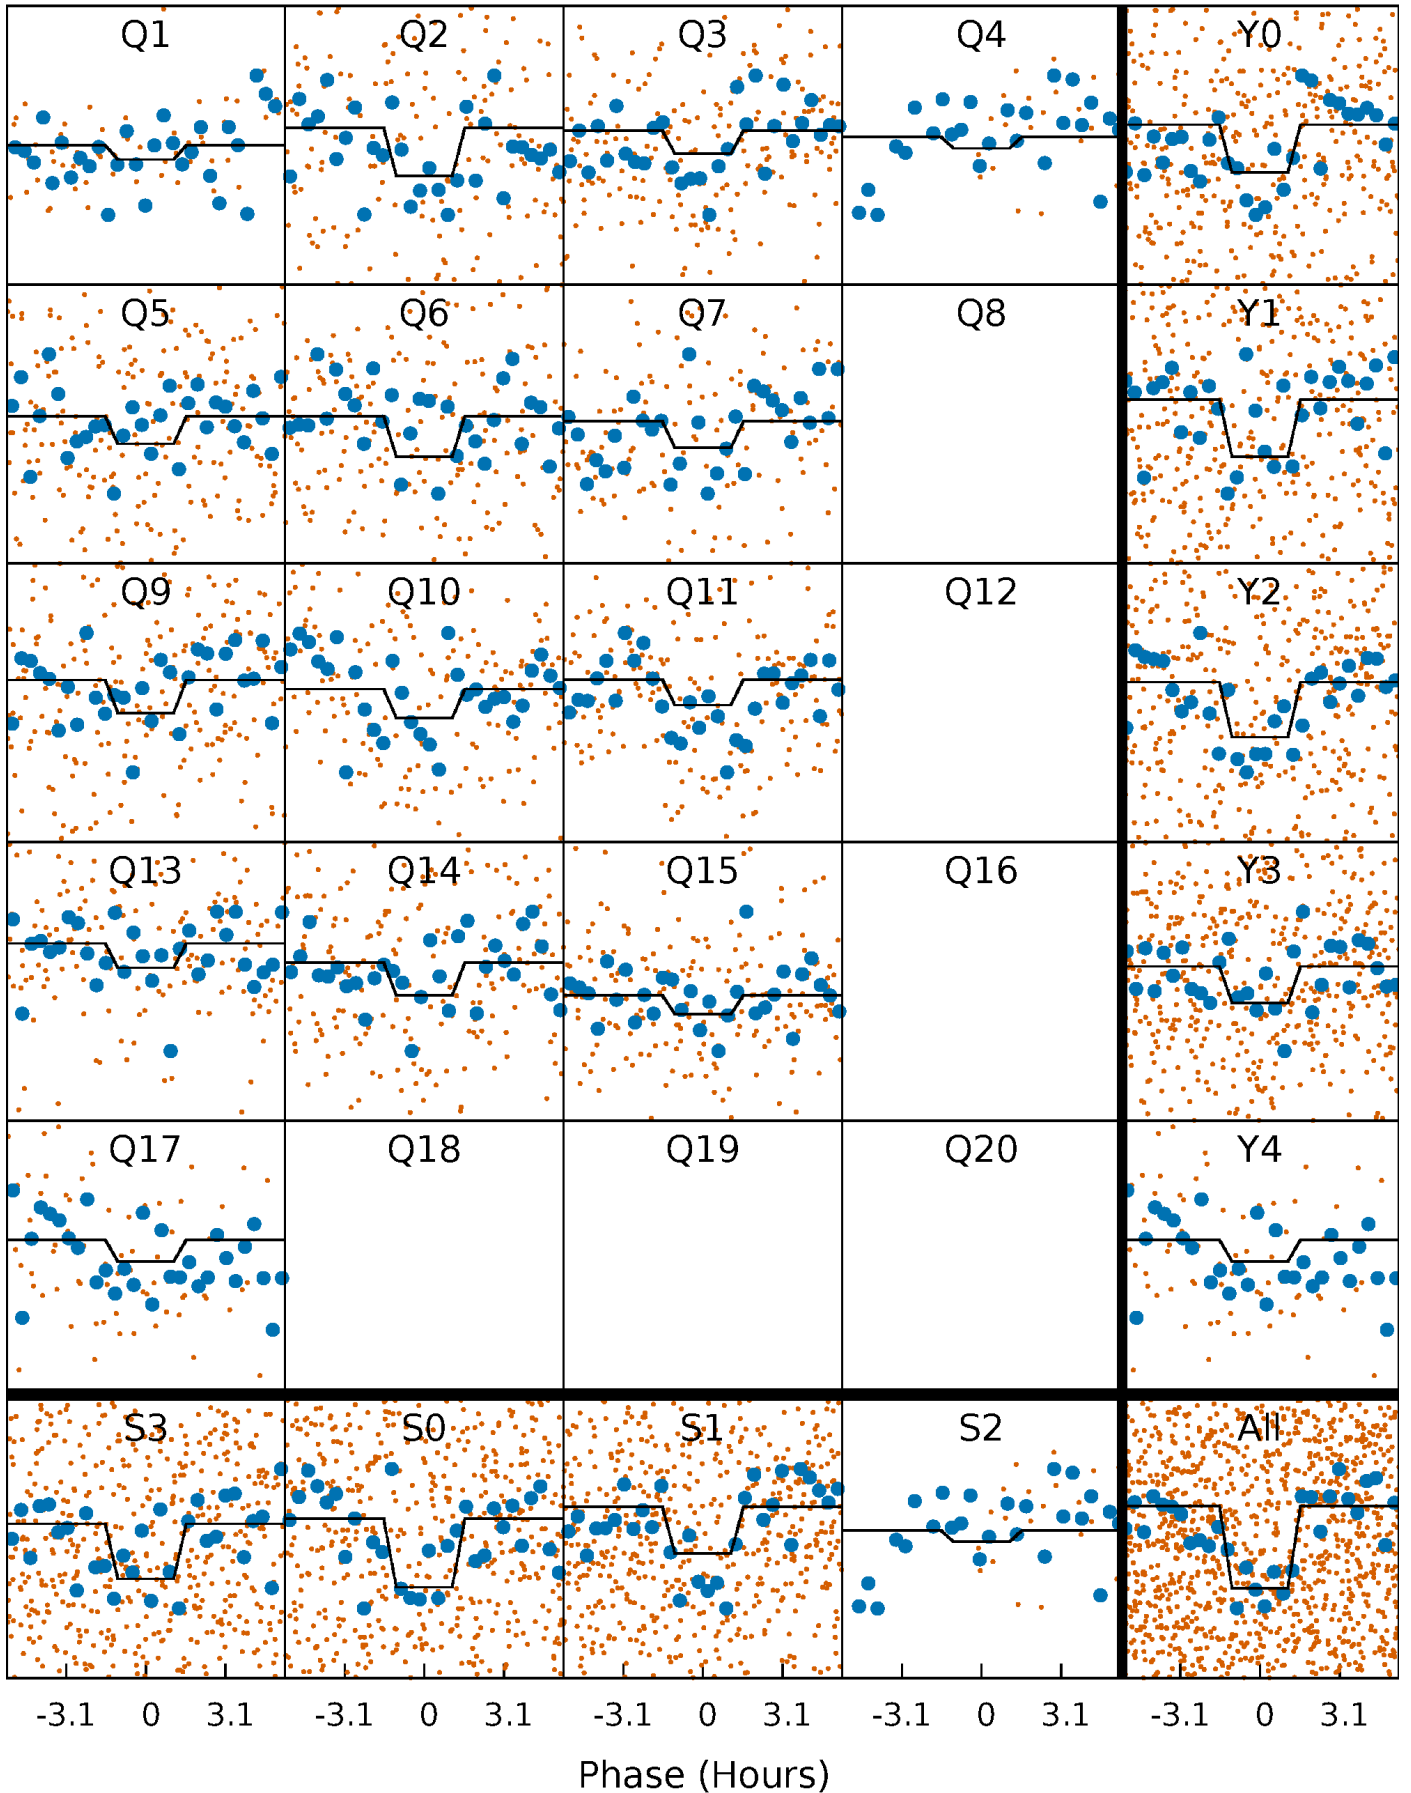 Q1 Q2 Q3 Q4 Y0
Q5 Q6 Q7 Q8 Y1
Q9 Q10 Q11 Q12 Y2
Q13 Q14 Q15 Q16 Y3
Q17 Q18 Q19 Q20 Y4
S3 S0 S1 S2 All
-3.1 0 3.1 -3.1 0 3.1 -3.1 0 3.1 -3.1 0 3.1 -3.1 0 3.1
Phase (Hours)